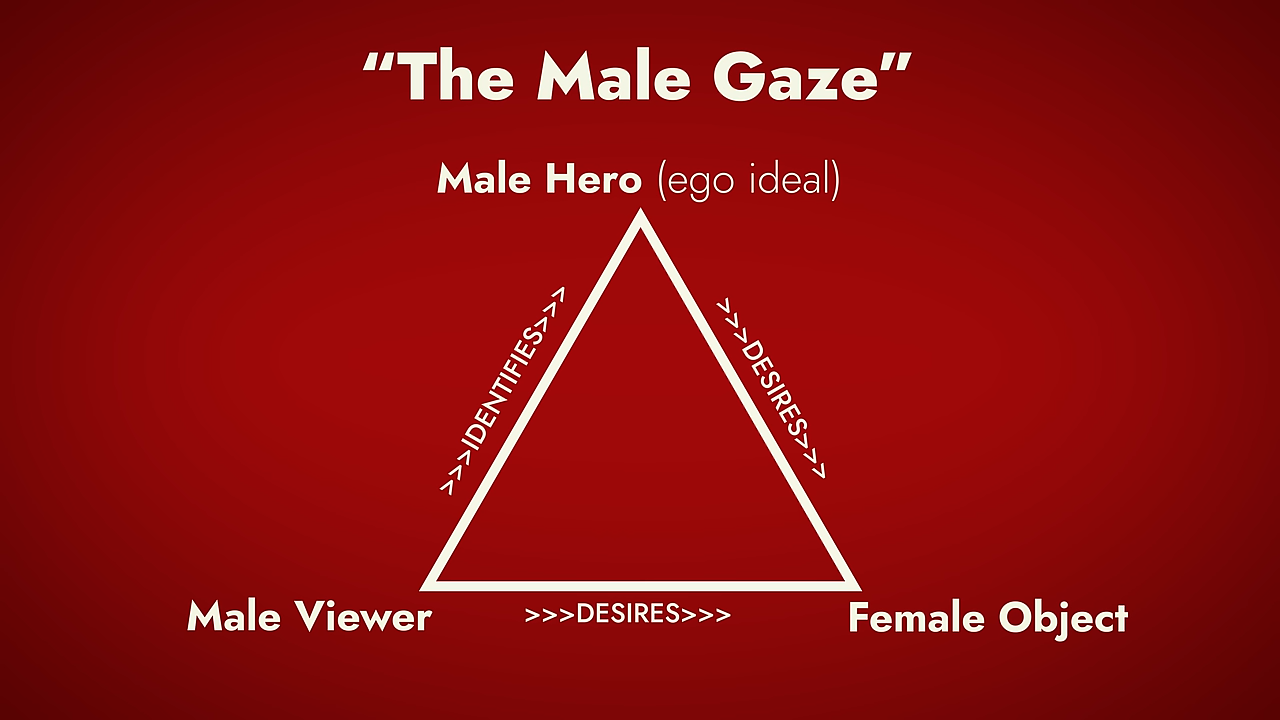 “The Male Gaze”
Male Hero (ego ideal)
>>>IDENTIFIES>>>
>>>DESIRES>>>
Male Viewer
>>>DESIRES>>>
Female Object